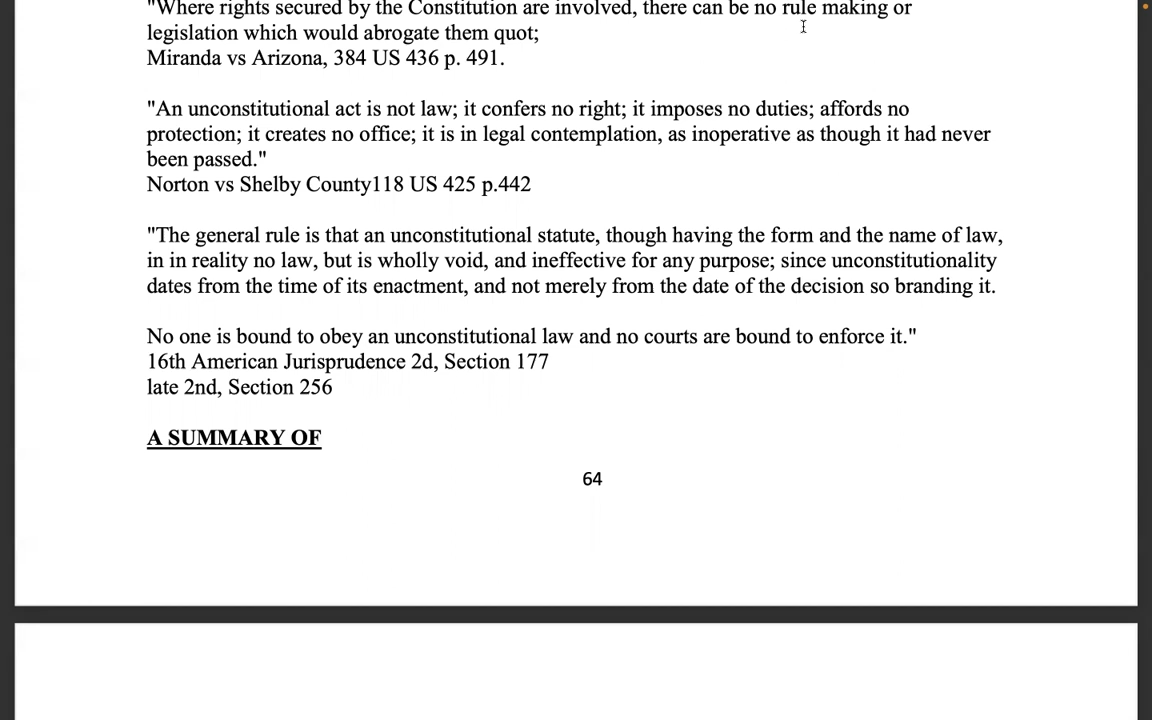 "Where rights secured by the Constitution are involved, there can be no rule making or
legislation which would abrogate them quot;
Miranda vs Arizona, 384 US 436 p. 491.
"An unconstitutional act is not law; it confers no right; it imposes no duties; affords no
protection; it creates no office; it is in legal contemplation, as inoperative as though it had never
been passed."
Norton vs Shelby County118 US 425 p.442
"The general rule is that an unconstitutional statute, though having the form and the name of law,
in in reality no law, but is wholly void, and ineffective for any purpose; since unconstitutionality
dates from the time of its enactment, and not merely from the date of the decision so branding it.
No one is bound to obey an unconstitutional law and no courts are bound to enforce it."
16th American Jurisprudence 2d, Section 177
late 2nd, Section 256
A SUMMARY OF
64